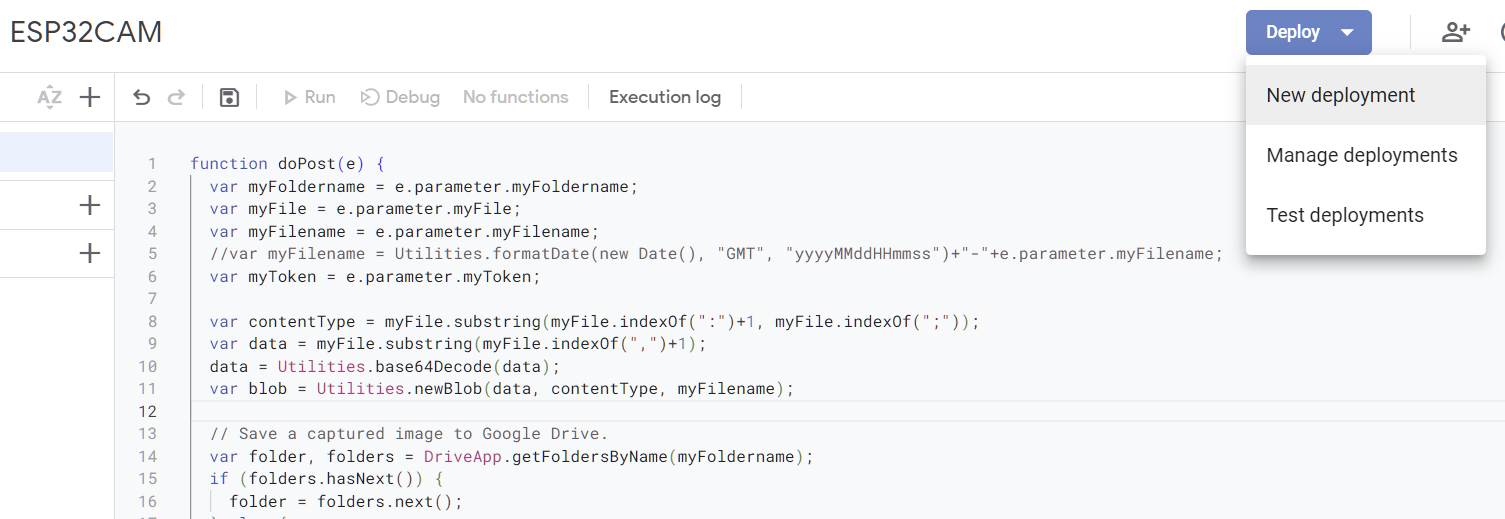 ESP32CAM
Deploy
New deployment
Manage deployments
Test deployments
AZ
Run
Debug
No functions
Execution log
1 function doPost(e) {
2 var myFoldername = e.parameter.myFoldername;
3 var myFile = e.parameter.myFile;
4 var myFilename = e.parameter.myFilename;
5 //var myFilename = Utilities.formatDate(new Date(), "GMT", "yyyyMMddHHmmss")+"-"+e.parameter.myFilename;
6 var myToken = e.parameter.myToken;
7
8 var contentType = myFile.substring(myFile.indexOf(":")+1, myFile.indexOf(";"));
9 var data = myFile.substring(myFile.indexOf(",")+1);
10 data = Utilities.base64Decode(data);
11 var blob = Utilities.newBlob(data, contentType, myFilename);
12
13 // Save a captured image to Google Drive.
14 var folder, folders = DriveApp.getFoldersByName(myFoldername);
15 if (folders.hasNext()) {
16 folder = folders.next();